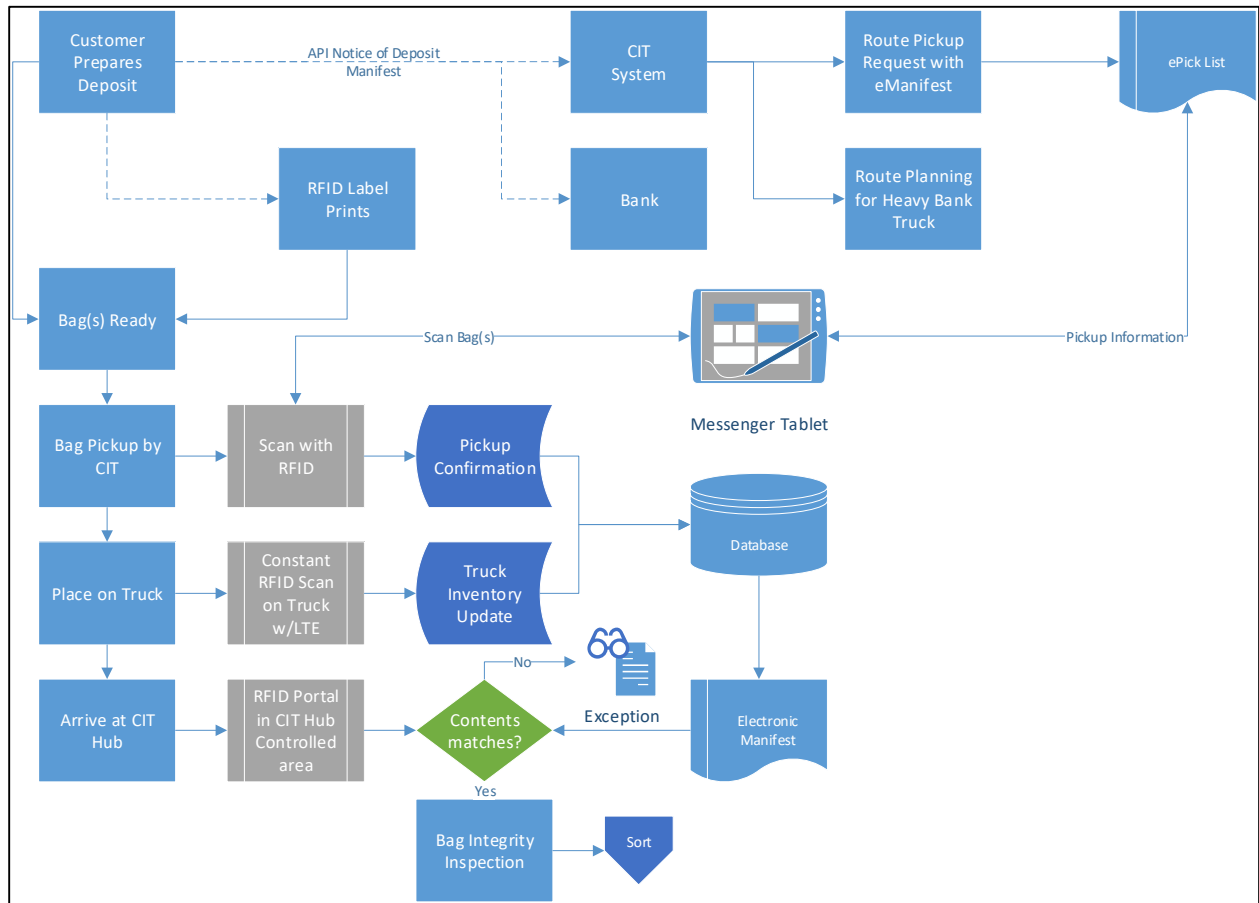 Customer
Prepares
Deposit
API Notice of Deposit
Manifest
CIT
System
Route Pickup
Request with
eManifest
ePick List
RFID Label
Prints
Bank
Route Planning
for Heavy Bank
Truck
Bag(s) Ready
Scan Bag(s)
Pickup Information
Messenger Tablet
Bag Pickup by
CIT
Scan with
RFID
Pickup
Confirmation
Database
Place on Truck
Constant
RFID Scan
on Truck
w/LTE
Truck
Inventory
Update
No
Exception
Arrive at CIT
Hub
RFID Portal
in CIT Hub
Controlled
area
Contents
matches?
Electronic
Manifest
Yes
Bag Integrity
Inspection
Sort